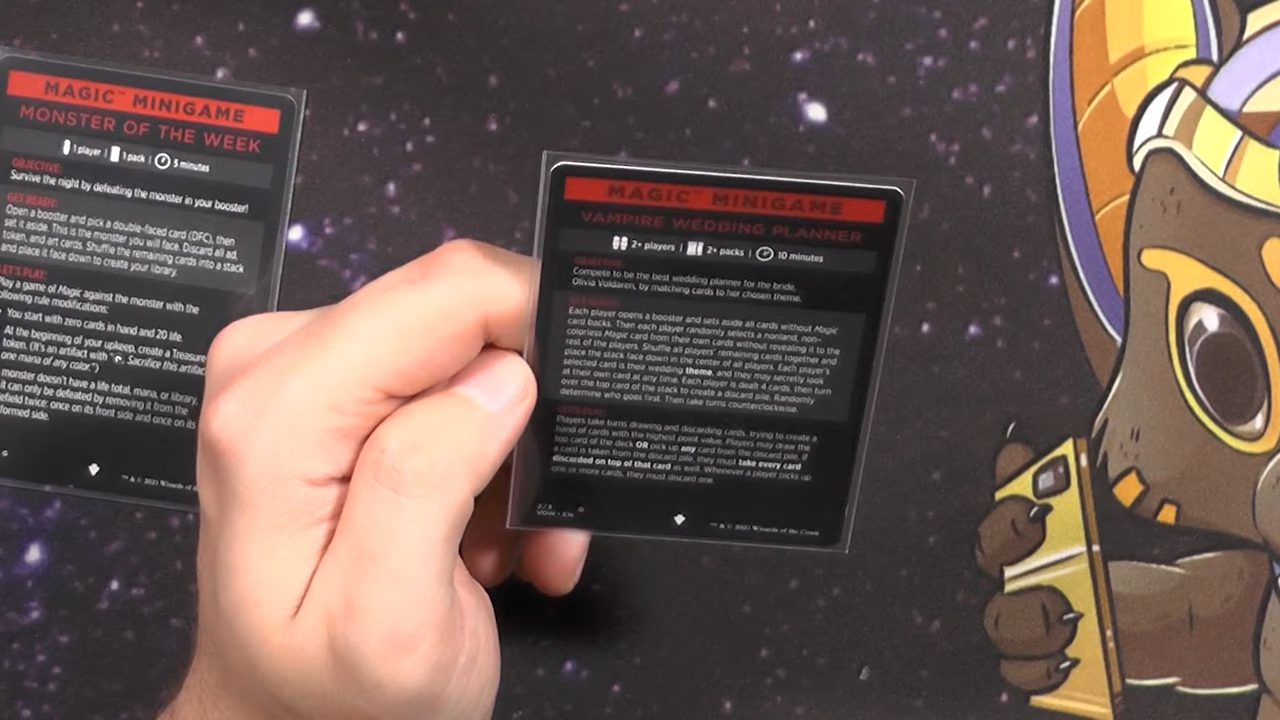 MAGIC™ MINIGAME
MONSTER OF THE WEEK
1 player | 1 pack | 5 minutes
OBJECTIVE:
Survive the night by defeating the monster in your booster!
GET READY:
Open a booster and pick a double-faced card (DFC), then
set it aside. This is the monster you will face. Discard all ad,
token, and art cards. Shuffle the remaining cards into a stack
and place it face down to create your library.
LET'S PLAY:
Play a game of Magic against the monster with the
following rule modifications:
You start with zero cards in hand and 20 life.
At the beginning of your upkeep, create a Treasure
token. (It's an artifact with " , Sacrifice this artifac
one mana of any color.")
monster doesn't have a life total, mana, or library,
it can only be defeated by removing it from the
efield twice: once on its front side and once on its
formed side.
G
™ & © 2021 Wizards of
MAGIC™ MINIGAME
VAMPIRE WEDDING PLANNER
2+ players | 2+ packs | 10 minutes
OBJECTIVE:
Compete to be the best wedding planner for the bride,
Olivia Voldaren, by matching cards to her chosen theme.
GET READY:
Each player opens a booster and sets aside all cards without Magic
card backs. Then each player randomly selects a nonland, non-
colorless Magic card from their own cards without revealing it to the
rest of the players. Shuffle all players' remaining cards together and
place the stack face down in the center of all players. Each player's
selected card is their wedding theme, and they may secretly look
at their own card at any time. Each player is dealt 4 cards, then turn
over the top card of the stack to create a discard pile. Randomly
determine who goes first. Then take turns counterclockwise.
LET'S PLAY:
Players take turns drawing and discarding cards, trying to create a
hand of cards with the highest point value. Players may draw the
top card of the deck OR pick up any card from the discard pile. If
a card is taken from the discard pile, they must take every card
discarded on top of that card as well. Whenever a player picks up
one or more cards, they must discard one.
2/3 G
VOW • EN
™ & © 2021 Wizards of the Coast